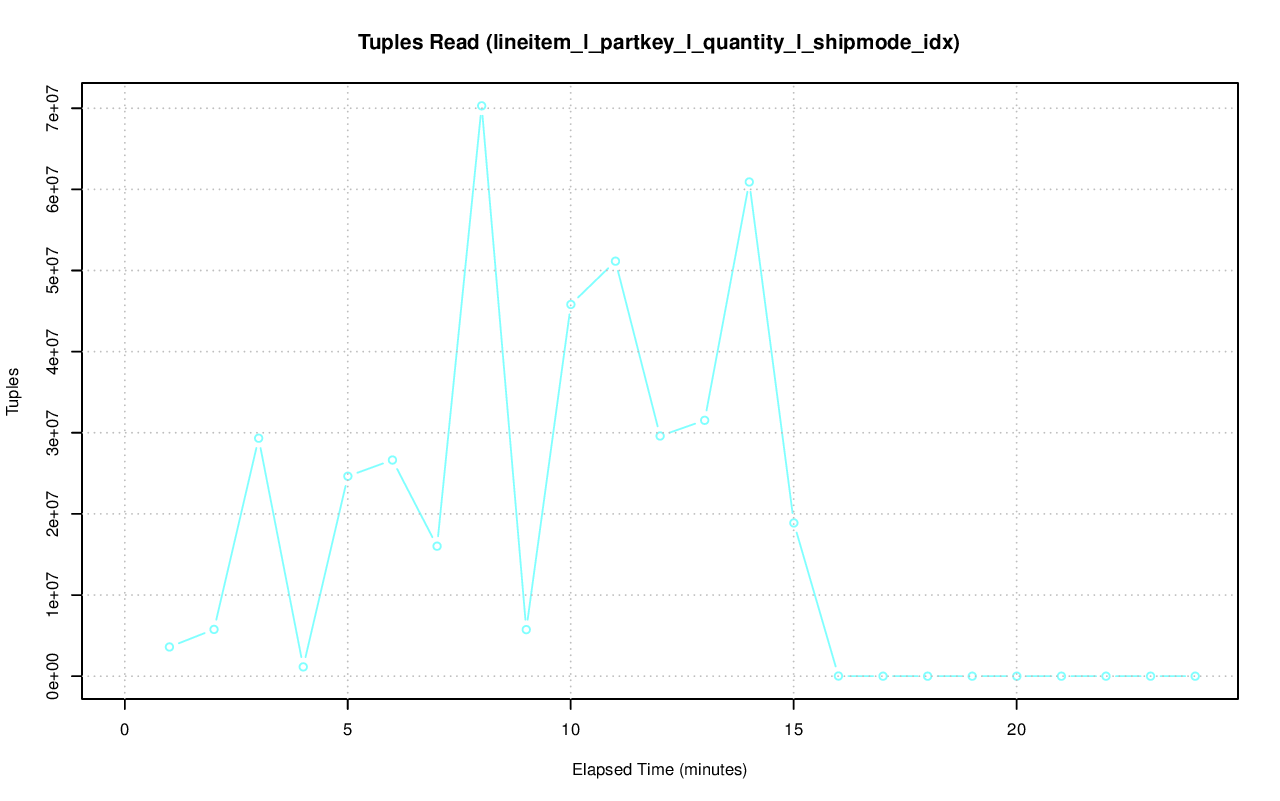 Tuples Read (lineitem_l_partkey_l_quantity_l_shipmode_idx)
7e+07
6e+07
5e+07
4e+07
3e+07
2e+07
1e+07
0e+00
Tuples
0 5 10 15 20
Elapsed Time (minutes)